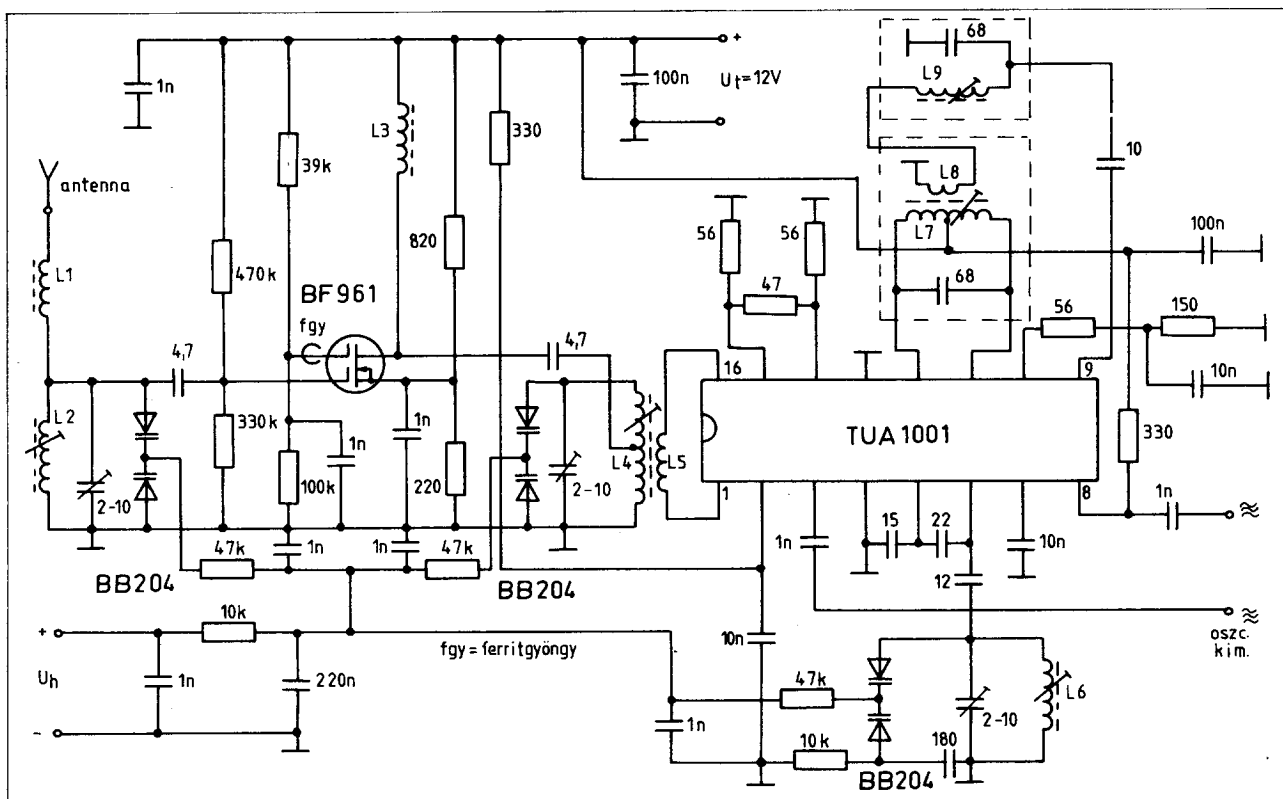 68
L9
+
1n
100n
Ut=12V
L3
330
39k
10
antenna
L8
L7
56
56
820
100n
L1
470k
47
68
BF961
56
150
fgy
4,7
4,7
16
9
10n
TUA1001
L2
330k
1n
1n
L4
L5
330
2-10
100k
220
2-10
1
8
1n
≈
47k
1n
1n
47k
1n
15
22
10n
12
BB204
BB204
≈
10k
oszc.
kim.
+
fgy=ferritgyöngy
10n
Uh
1n
220n
47k
L6
1n
2-10
-
10k
180
BB204